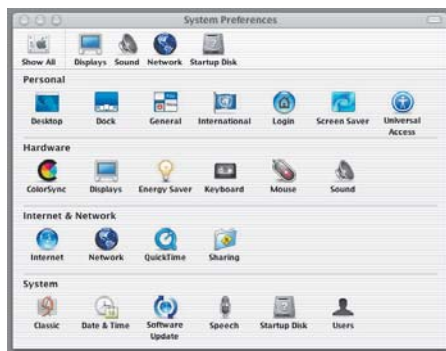 System Preferences
Show All Displays Sound Network Startup Disk
Personal
Desktop Dock General International Login Screen Saver Universal Access
Hardware
ColorSync Displays Energy Saver Keyboard Mouse Sound
Internet & Network
Internet Network QuickTime Sharing
System
Classic Date & Time Software Update Speech Startup Disk Users